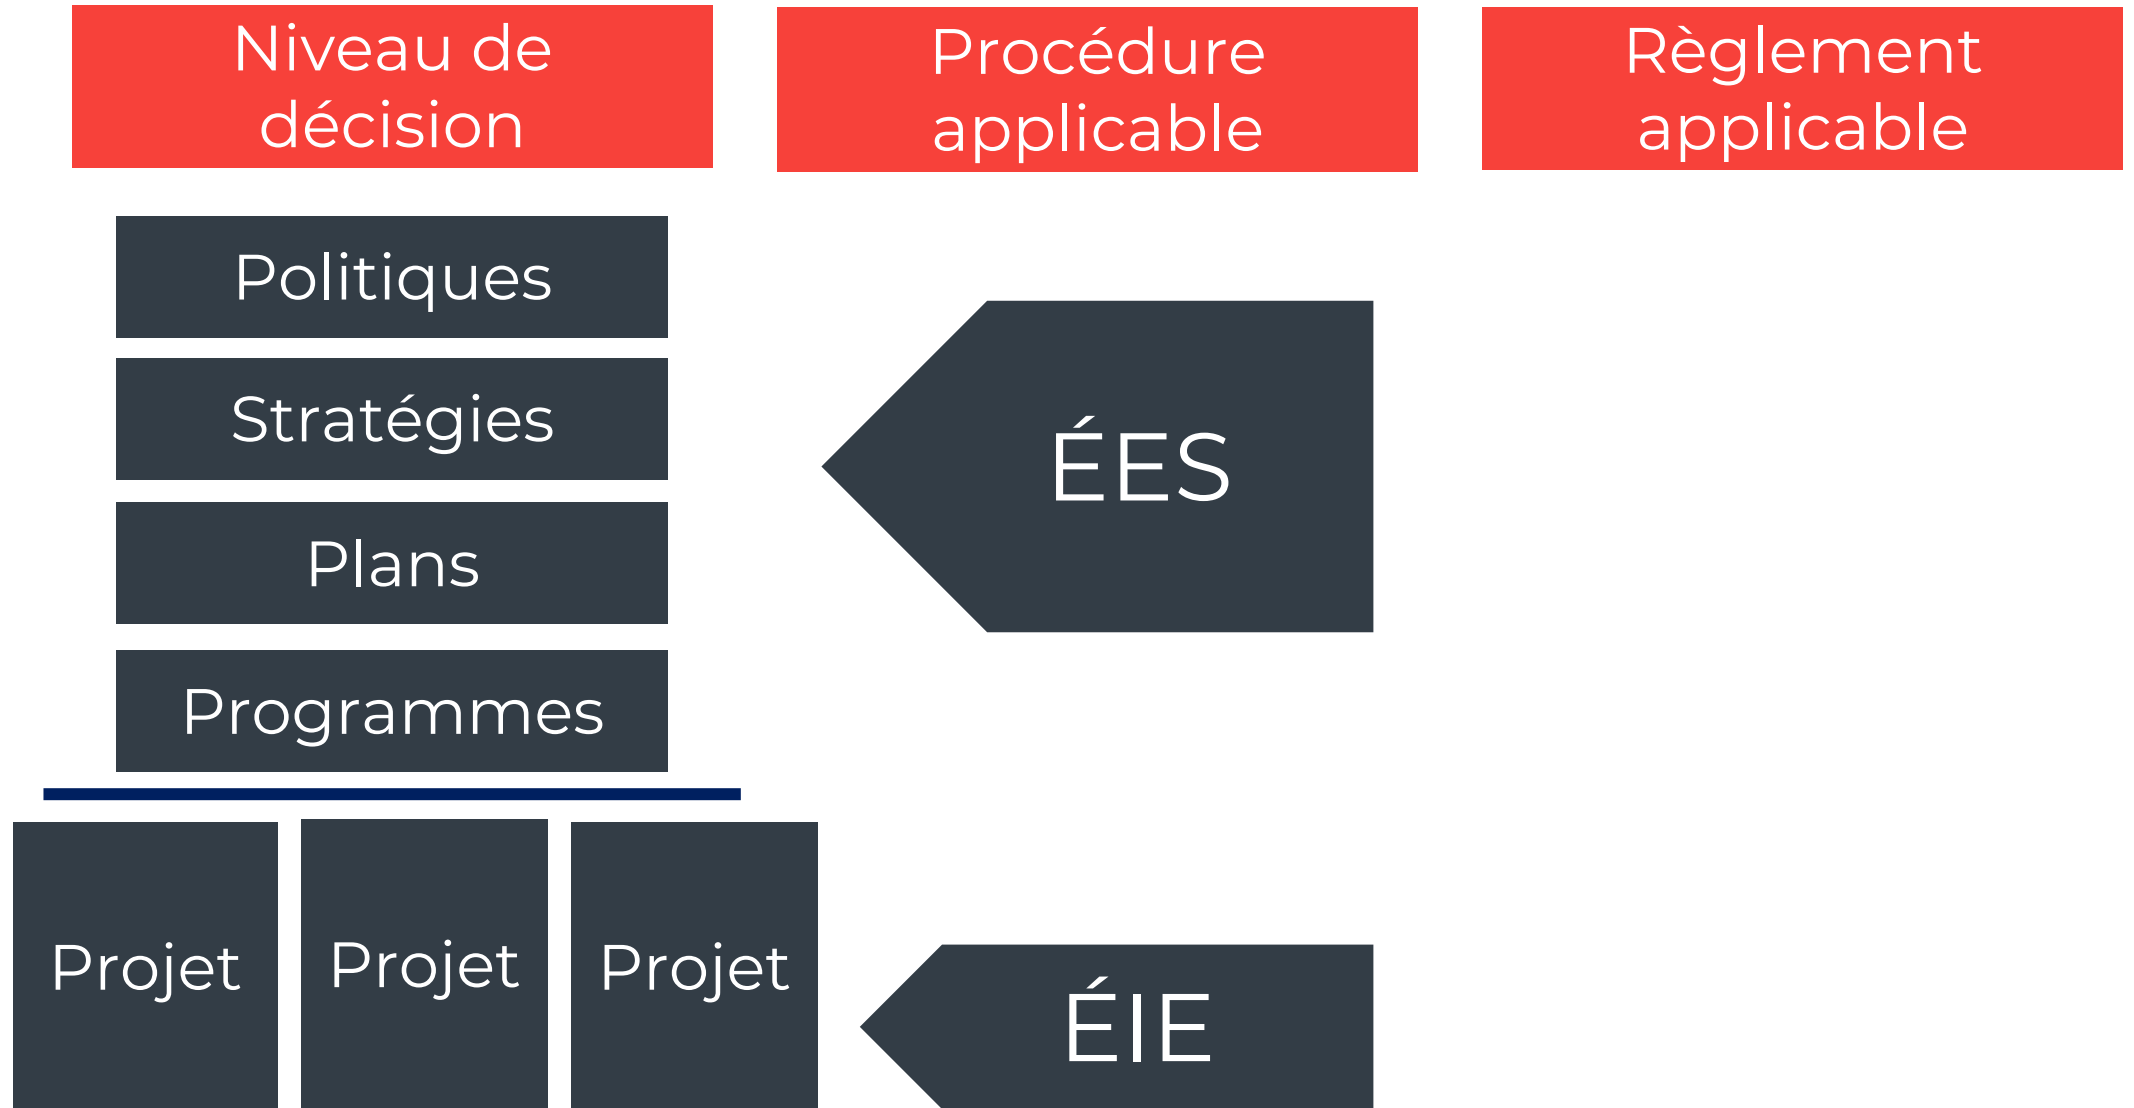 Niveau de
décision
Procédure
applicable
Règlement
applicable
Politiques
Stratégies
Plans
Programmes
ÉES
Projet
Projet
Projet
ÉIE